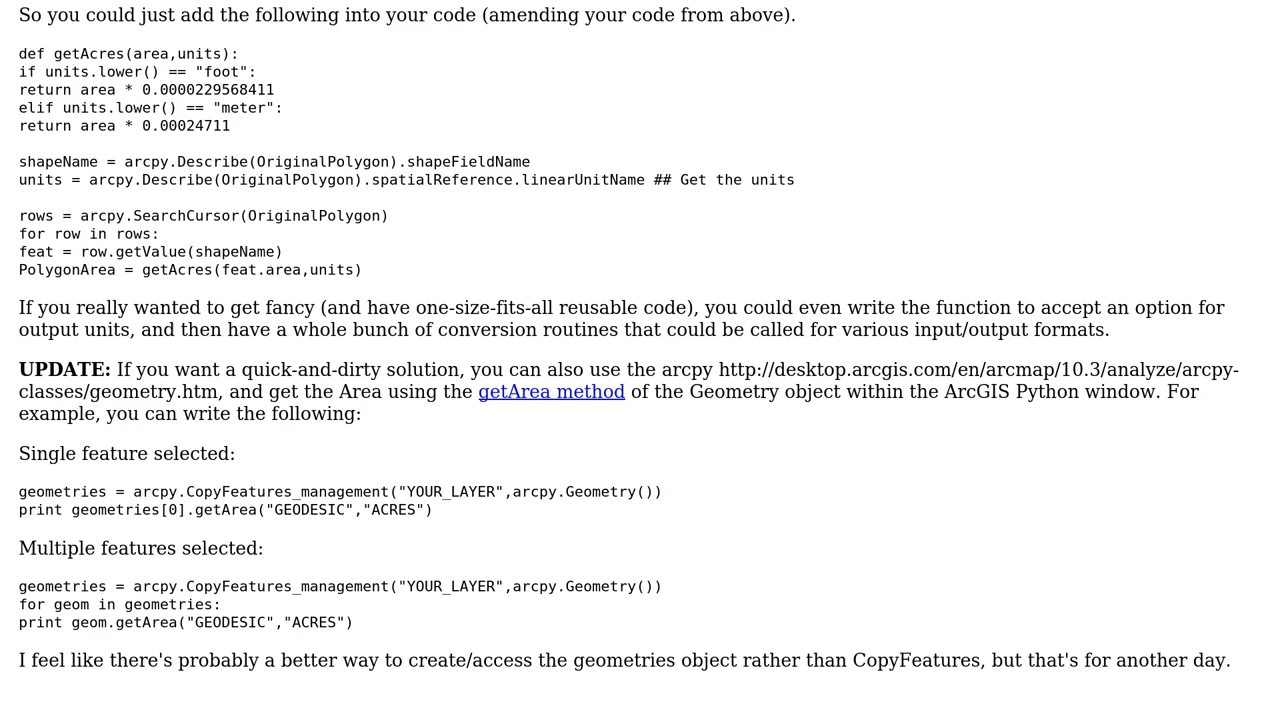 So you could just add the following into your code (amending your code from above).
def getAcres(area,units):
if units.lower() == "foot":
return area * 0.0000229568411
elif units.lower() == "meter":
return area * 0.00024711
shapeName = arcpy.Describe(OriginalPolygon).shapeFieldName
units = arcpy.Describe(OriginalPolygon).spatialReference.linearUnitName ## Get the units
rows = arcpy.SearchCursor(OriginalPolygon)
for row in rows:
feat = row.getValue(shapeName)
PolygonArea = getAcres(feat.area,units)
If you really wanted to get fancy (and have one-size-fits-all reusable code), you could even write the function to accept an option for
output units, and then have a whole bunch of conversion routines that could be called for various input/output formats.
UPDATE: If you want a quick-and-dirty solution, you can also use the arcpy http://desktop.arcgis.com/en/arcmap/10.3/analyze/arcpy-
classes/geometry.htm, and get the Area using the getArea method of the Geometry object within the ArcGIS Python window. For
example, you can write the following:
Single feature selected:
geometries = arcpy.CopyFeatures_management("YOUR_LAYER",arcpy.Geometry())
print geometries[0].getArea("GEODESIC","ACRES")
Multiple features selected:
geometries = arcpy.CopyFeatures_management("YOUR_LAYER",arcpy.Geometry())
for geom in geometries:
print geom.getArea("GEODESIC","ACRES")
I feel like there's probably a better way to create/access the geometries object rather than CopyFeatures, but that's for another day.